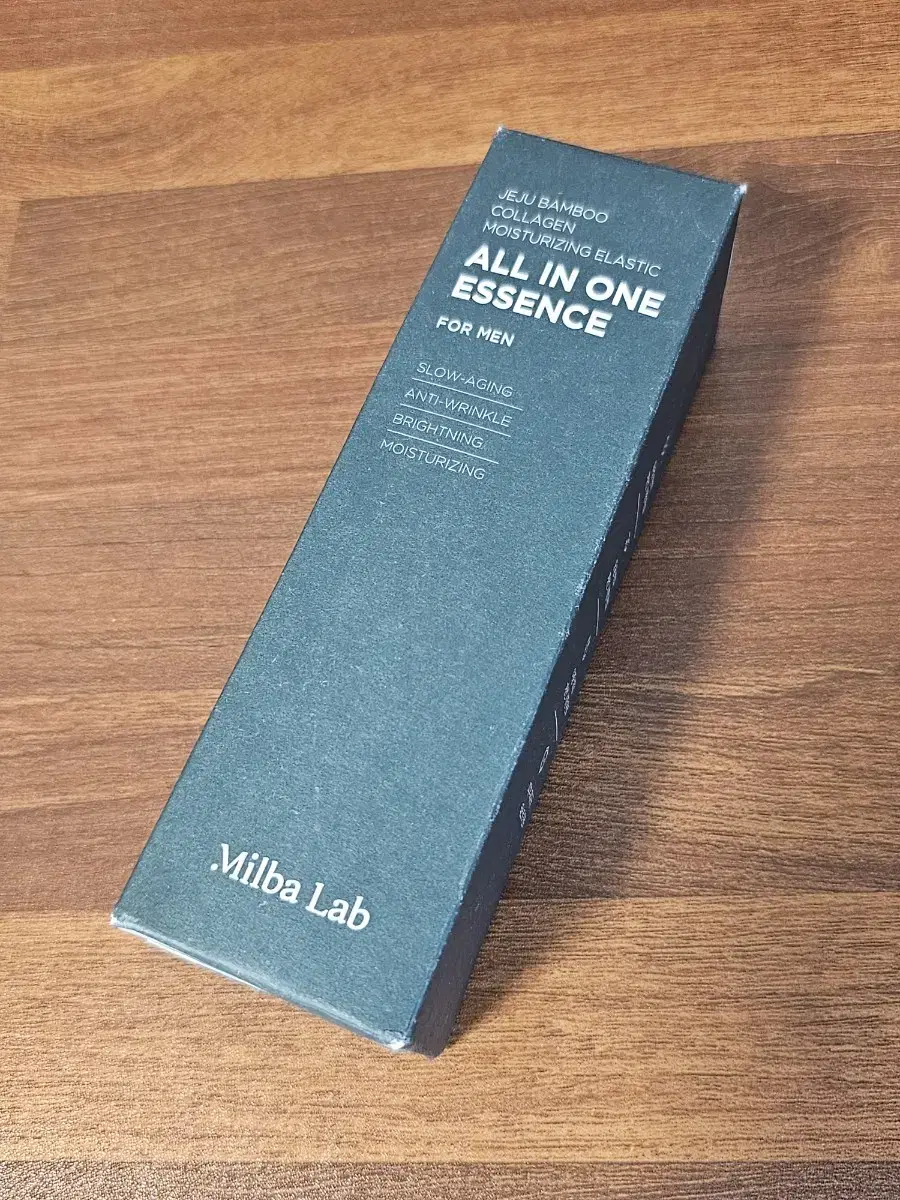 JEJU BAMBOO
COLLAGEN
MOISTURIZING ELASTIC
ALL IN ONE
ESSENCE
FOR MEN
SLOW-AGING
ANTI-WRINKLE
BRIGHTNING
MOISTURIZING
Milba Lab